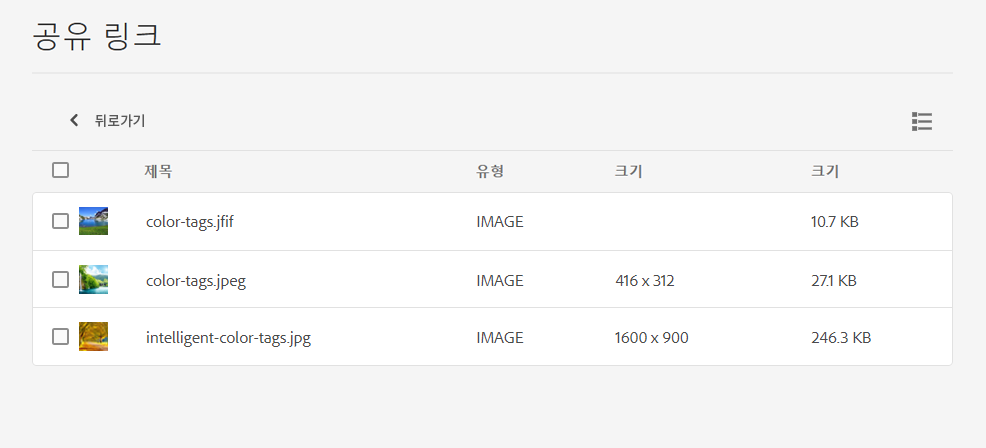 공유 링크
뒤로가기
제목 유형 크기 크기
color-tags.jfif IMAGE 10.7 KB
color-tags.jpeg IMAGE 416 x 312 27.1 KB
intelligent-color-tags.jpg IMAGE 1600 x 900 246.3 KB